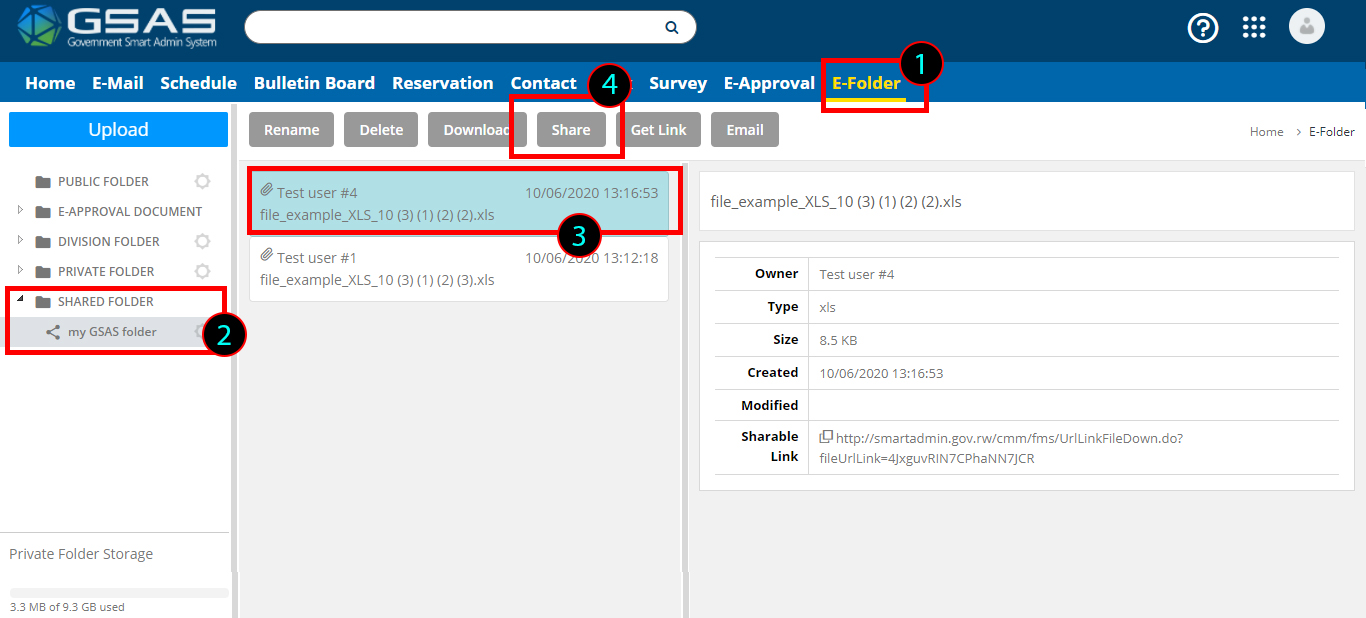 GSAS
Government Smart Admin System
Home E-Mail Schedule Bulletin Board Reservation Contact Survey E-Approval E-Folder
1
4
Upload
Rename Delete Download Share Get Link Email
Home > E-Folder
PUBLIC FOLDER
E-APPROVAL DOCUMENT
DIVISION FOLDER
PRIVATE FOLDER
SHARED FOLDER
my GSAS folder
2
Private Folder Storage
3.3 MB of 9.3 GB used
Test user #4 10/06/2020 13:16:53
file_example_XLS_10 (3) (1) (2) (2).xls
3
Test user #1 10/06/2020 13:12:18
file_example_XLS_10 (3) (1) (2) (3).xls
file_example_XLS_10 (3) (1) (2) (2).xls
Owner Test user #4
Type xls
Size 8.5 KB
Created 10/06/2020 13:16:53
Modified
Sharable http://smartadmin.gov.rw/cmm/fms/UrlLinkFileDown.do?
Link fileUrlLink=4JxguvRIN7CPhaNN7JCR